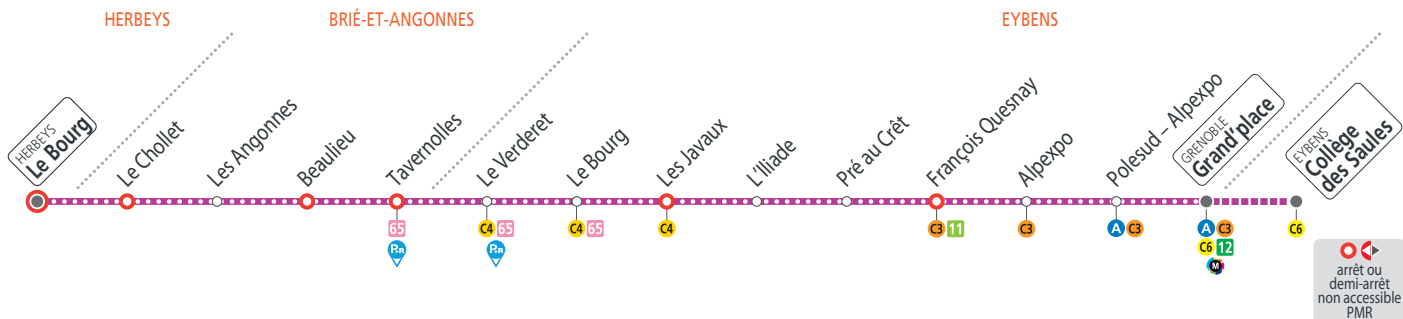 HERBEYS
BRIÉ-ET-ANGONNES
EYBENS
HERBEYS
Le Bourg
Le Chollet
Les Angonnes
Beaulieu
Tavernolles
Le Verderet
Le Bourg
Les Javaux
L'Iliade
Pré au Crêt
François Quesnay
Alpexpo
Polesud – Alpexpo
GRENOBLE
Grand'place
EYBENS
Collège
des Saules
65
P+R
C4 65
P+R
C4 65
C4
C3 11
C3
A C3
A C3
C6 12
M
C6
arrêt ou
demi-arrêt
non accessible
PMR